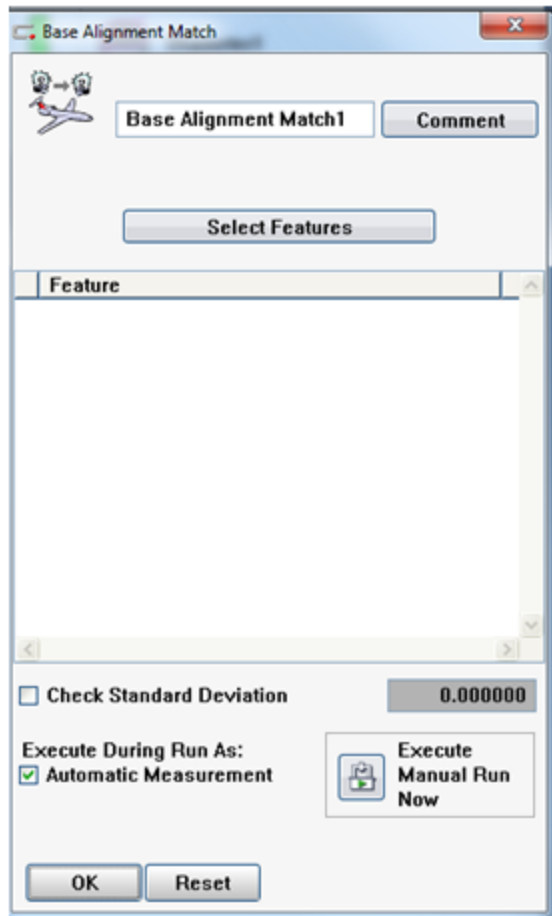 Base Alignment Match
Base Alignment Match1
Comment
Select Features
Feature
Check Standard Deviation
0.000000
Execute During Run As:
Automatic Measurement
Execute
Manual Run
Now
OK
Reset